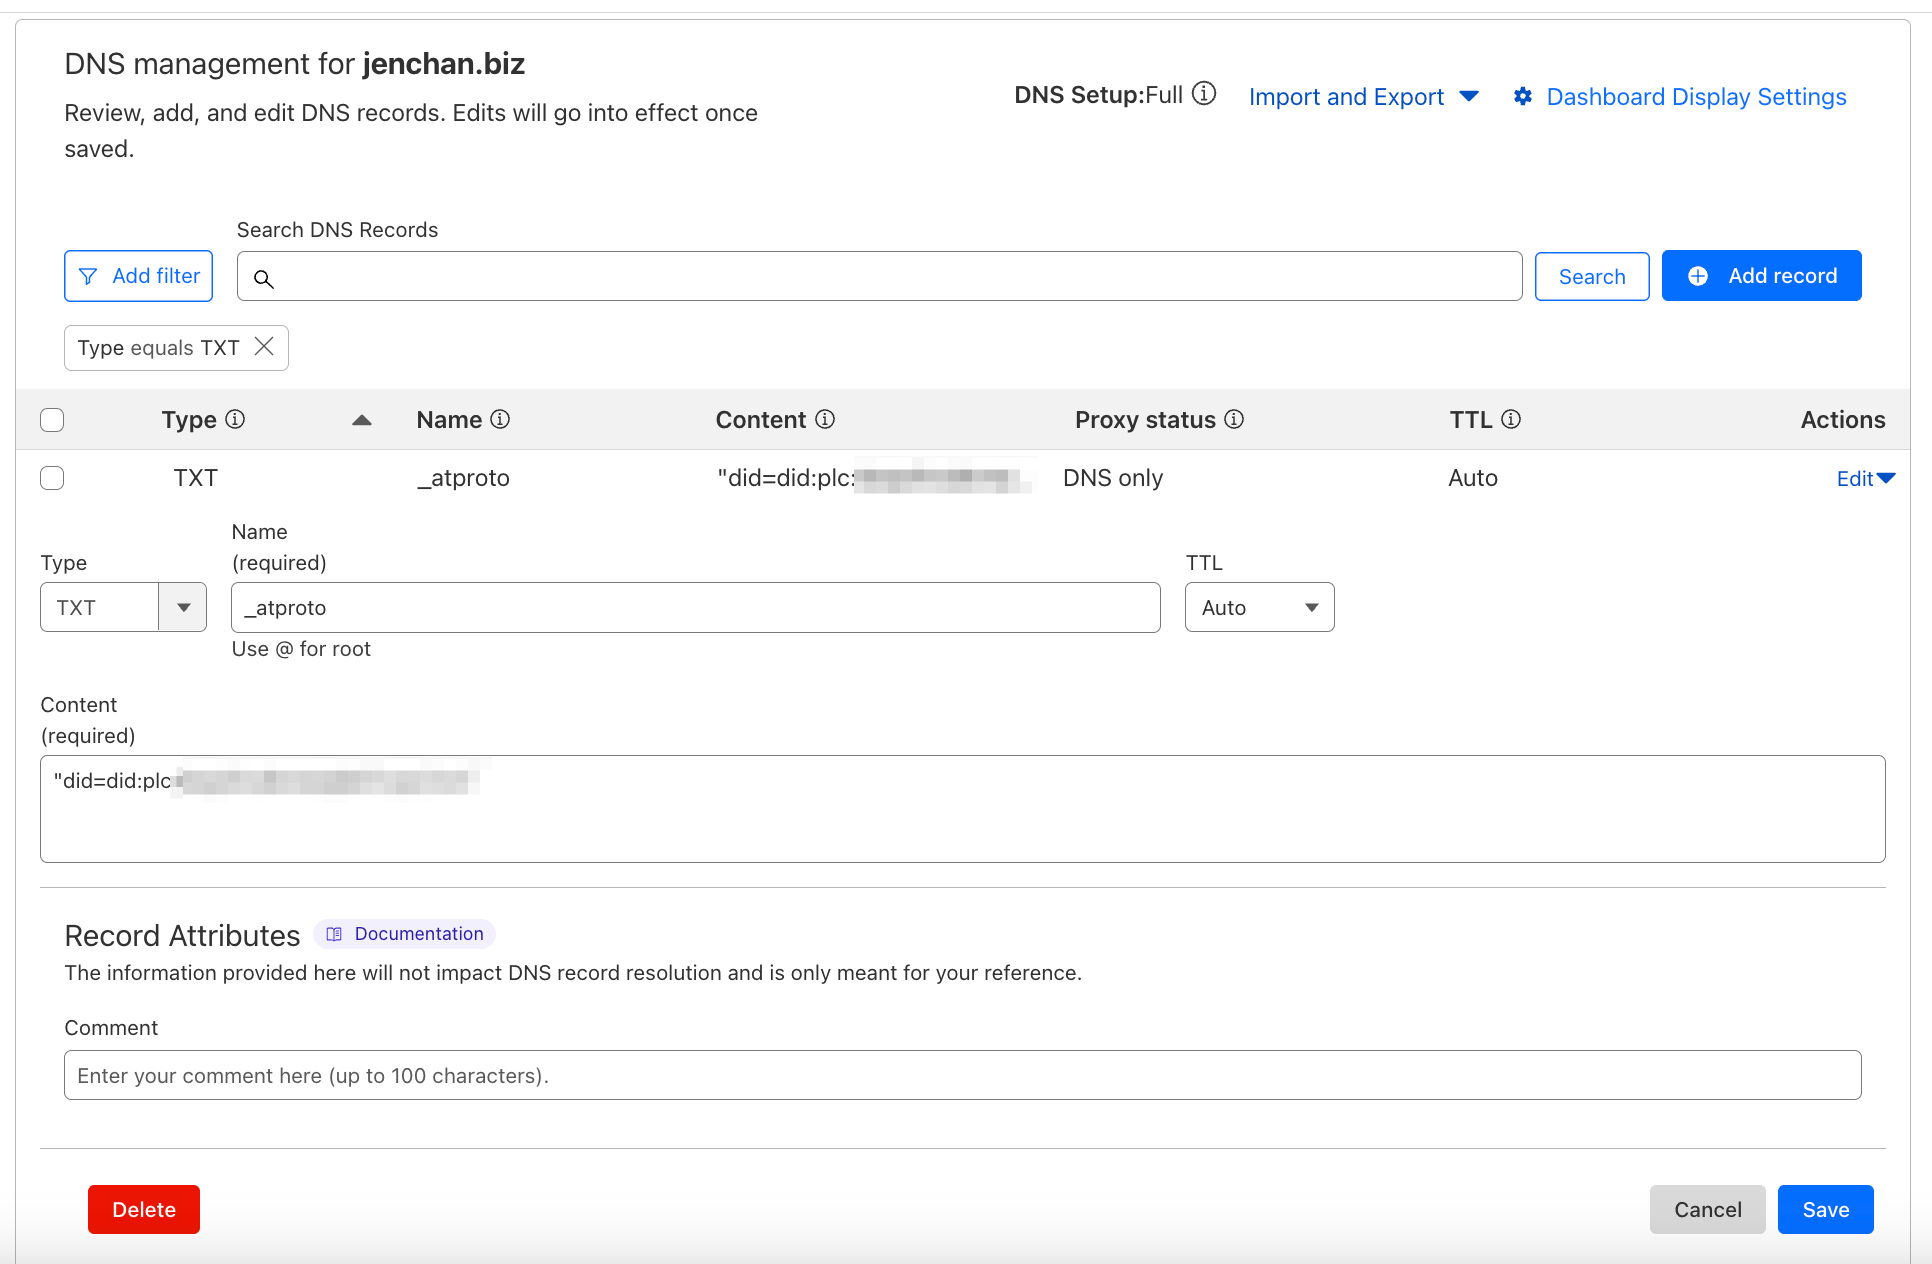 DNS management for jenchan.biz
Review, add, and edit DNS records. Edits will go into effect once
saved.
DNS Setup:Full
Import and Export
Dashboard Display Settings
Search DNS Records
Add filter
Search
Add record
Type equals TXT
Type Name Content Proxy status TTL Actions
TXT _atproto "did=did:plc: DNS only Auto Edit
Name
(required)
Type
TTL
TXT
_atproto
Auto
Use @ for root
Content
(required)
"did=did:plc
Record Attributes
Documentation
The information provided here will not impact DNS record resolution and is only meant for your reference.
Comment
Enter your comment here (up to 100 characters).
Delete
Cancel
Save